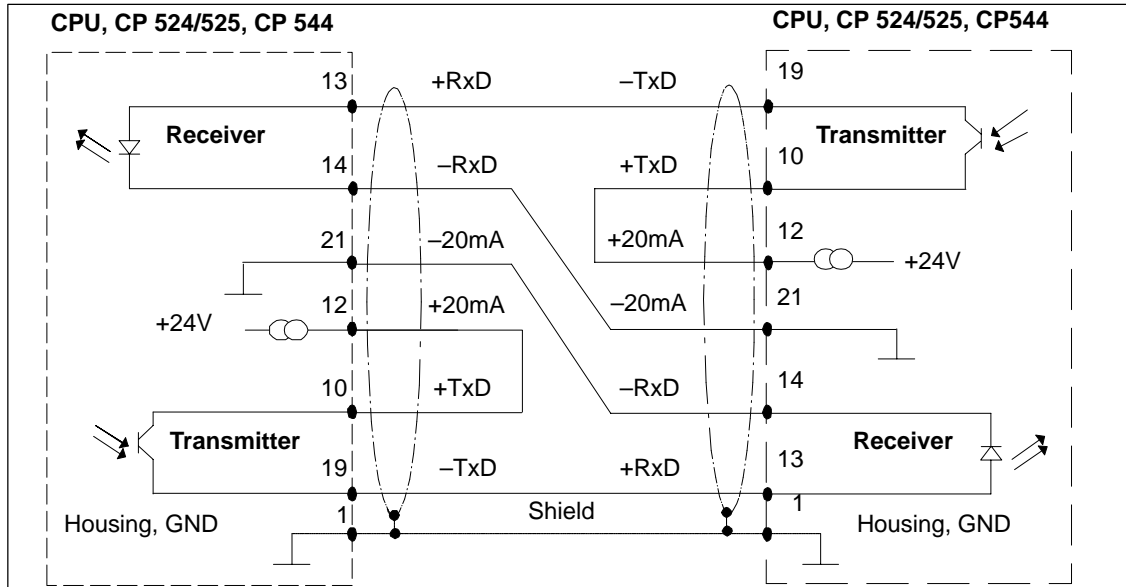 CPU, CP 524/525, CP 544
CPU, CP 524/525, CP544
13 +RxD –TxD 19
Receiver
Transmitter
14 –RxD +TxD 10
21 –20mA +20mA 12
+24V
12 +20mA –20mA 21
+24V
10 +TxD –RxD 14
Transmitter
Receiver
19 –TxD +RxD 13
1 Shield 1
Housing, GND
Housing, GND